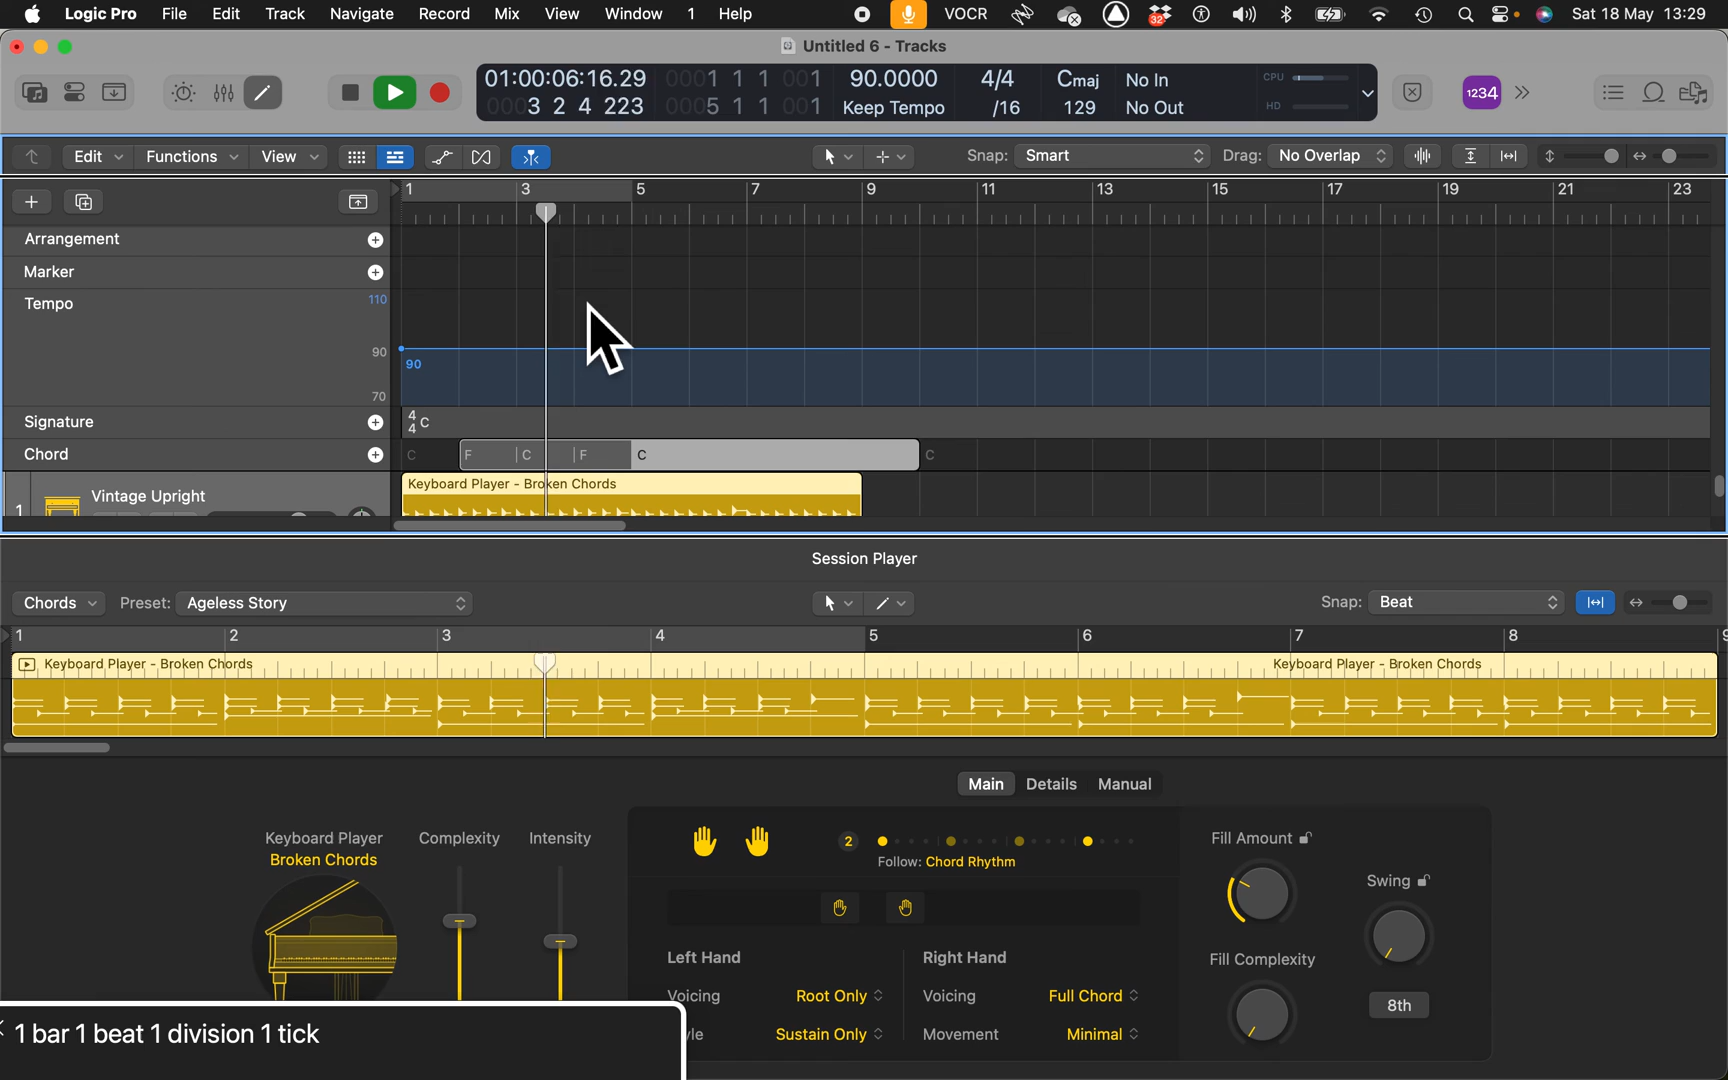 Logic Pro File Edit Track Navigate Record Mix View Window 1 Help VOCR 32 Sat 18 May 13:29
Untitled 6 - Tracks
01:00:06:16.29 0001 1 1 001 90.0000 4/4 Cmaj No In CPU
0003 2 4 223 0005 1 1 001 Keep Tempo /16 129 No Out HD
1234
Edit Functions View Snap: Smart Drag: No Overlap
1 3 5 7 9 11 13 15 17 19 21 23
Arrangement
Marker
Tempo 110
90
90
70
Signature 4 4 C
Chord C F C F C C
Keyboard Player - Broken Chords
1 Vintage Upright
Session Player
Chords Preset: Ageless Story Snap: Beat
1 2 3 4 5 6 7 8 9
Keyboard Player - Broken Chords Keyboard Player - Broken Chords
Main Details Manual
Keyboard Player Complexity Intensity 2 Fill Amount
Broken Chords Follow: Chord Rhythm
Swing
Left Hand Right Hand Fill Complexity
Voicing Root Only Voicing Full Chord 8th
yle Sustain Only Movement Minimal
1 bar 1 beat 1 division 1 tick